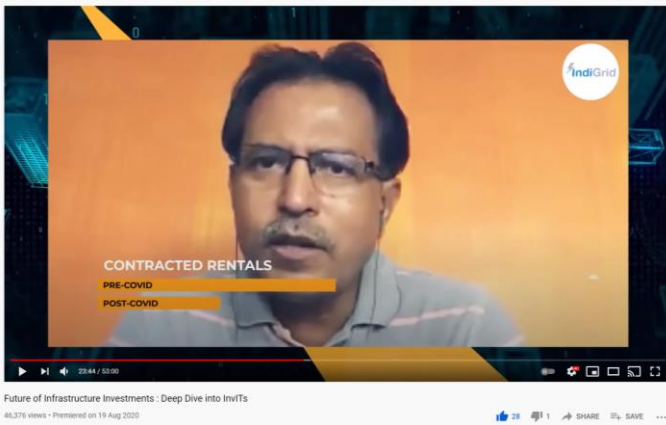 IndiGrid
CONTRACTED RENTALS
PRE-COVID
POST-COVID
23:44 / 53:00
Future of Infrastructure Investments : Deep Dive into InvITs
46,376 views • Premiered on 19 Aug 2020
28
1
SHARE
SAVE